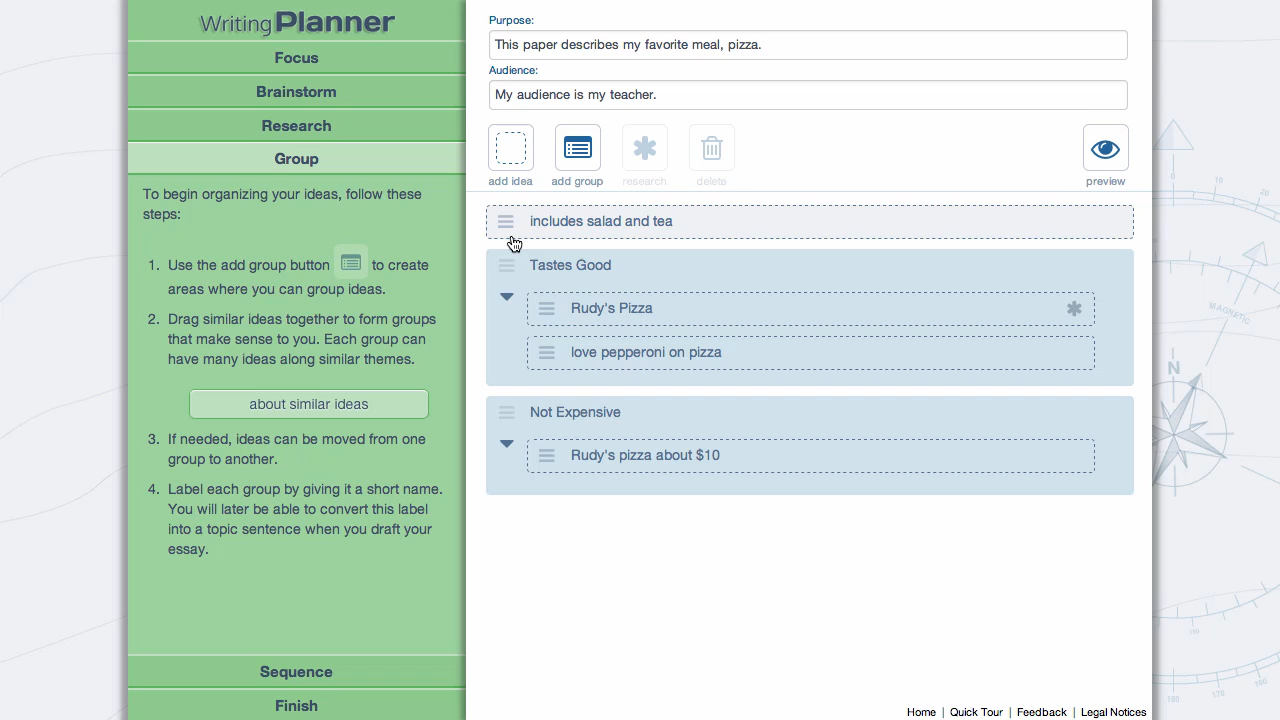 WritingPlanner
Focus
Brainstorm
Research
Group
To begin organizing your ideas, follow these
steps:
1. Use the add group button to create
areas where you can group ideas.
2. Drag similar ideas together to form groups
that make sense to you. Each group can
have many ideas along similar themes.
about similar ideas
3. If needed, ideas can be moved from one
group to another.
4. Label each group by giving it a short name.
You will later be able to convert this label
into a topic sentence when you draft your
essay.
Sequence
Finish
Purpose:
This paper describes my favorite meal, pizza.
Audience:
My audience is my teacher.
add idea
add group
research
delete
preview
includes salad and tea
Tastes Good
Rudy's Pizza
love pepperoni on pizza
Not Expensive
Rudy's pizza about $10
Home | Quick Tour | Feedback | Legal Notices
0
19
20
MAGNETIC
N
160
170
180